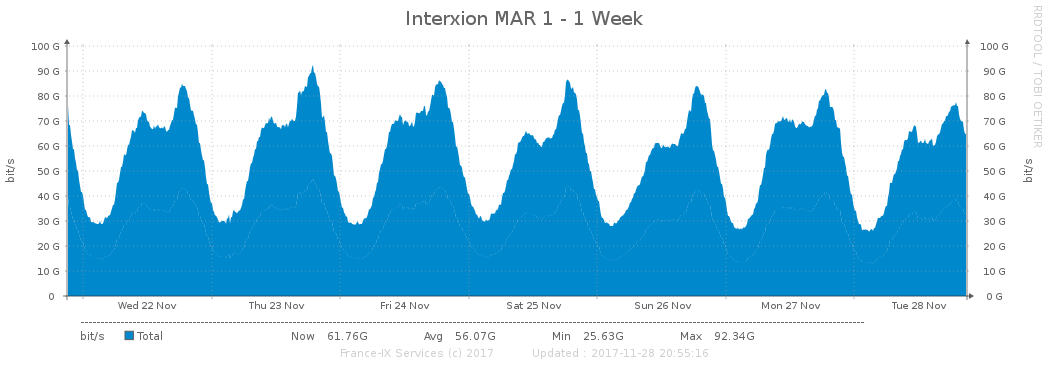 Interxion MAR 1 - 1 Week
RRDTOOL / TOBI OETIKER
bit/s
100 G 100 G
90 G 90 G
80 G 80 G
70 G 70 G
60 G 60 G
50 G 50 G
40 G 40 G
30 G 30 G
20 G 20 G
10 G 10 G
0 0 G
bit/s
Wed 22 Nov Thu 23 Nov Fri 24 Nov Sat 25 Nov Sun 26 Nov Mon 27 Nov Tue 28 Nov
bit/s Total Now 61.76G Avg 56.07G Min 25.63G Max 92.34G
France-IX Services (c) 2017 Updated : 2017-11-28 20:55:16